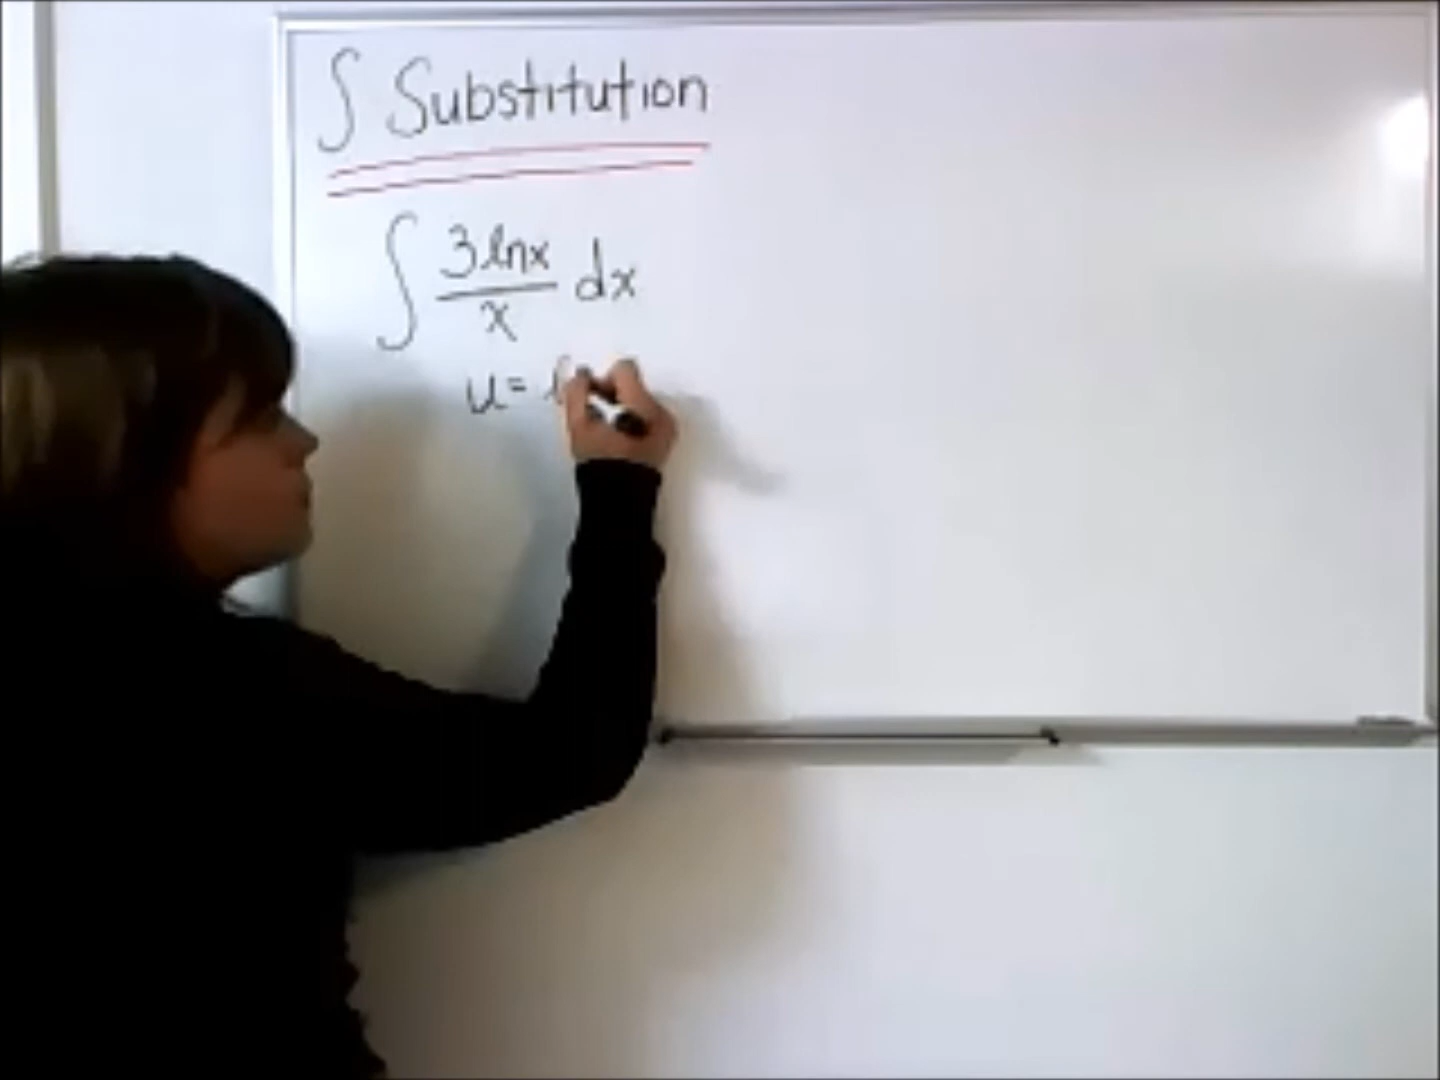 ∫ Substitution
∫ 3lnx/x dx
u = l